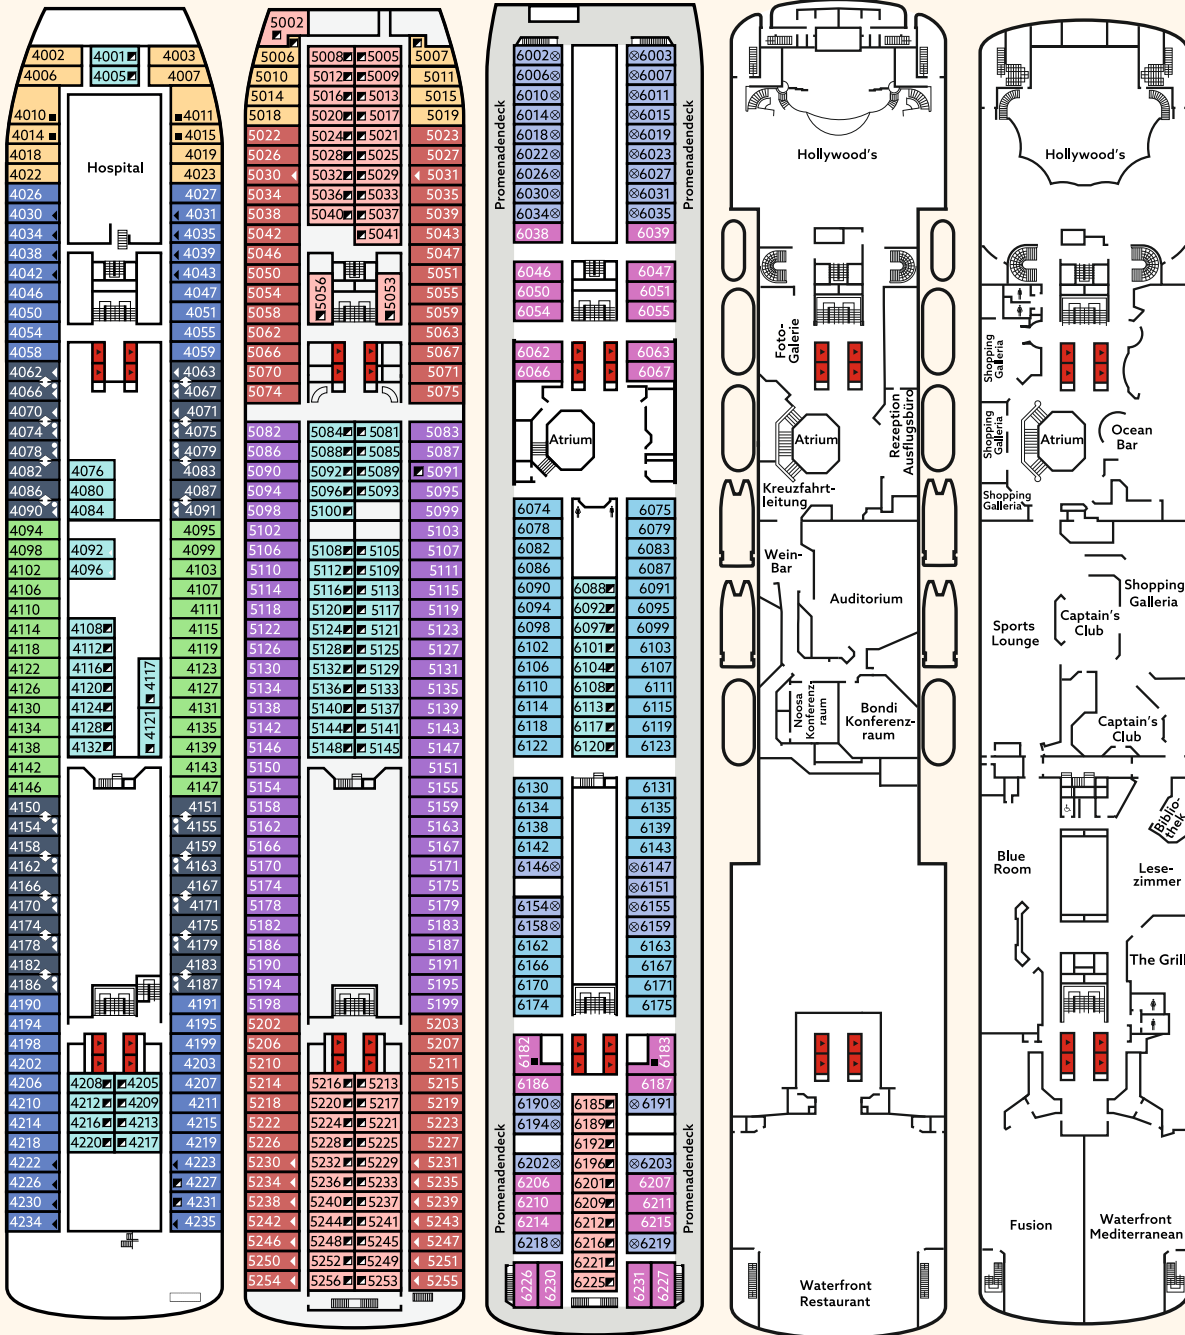 4002 4001 4003
4006 4005 4007
4010 4011
4014 4015
4018 4019
4022 Hospital 4023
4026 4027
4030 4031
4034 4035
4038 4039
4042 4043
4046 4047
4050 4051
4054 4055
4058 4059
4062 4063
4066 4067
4070 4071
4074 4075
4078 4079
4082 4076 4083
4086 4080 4087
4090 4084 4091
4094 4095
4098 4092 4099
4102 4096 4103
4106 4107
4110 4111
4114 4108 4115
4118 4112 4119
4122 4116 4117 4123
4126 4120 4127
4130 4124 4121 4131
4134 4128 4135
4138 4132 4139
4142 4143
4146 4147
4150 4151
4154 4155
4158 4159
4162 4163
4166 4167
4170 4171
4174 4175
4178 4179
4182 4183
4186 4187
4190 4191
4194 4195
4198 4199
4202 4203
4206 4208 4205 4207
4210 4212 4209 4211
4214 4216 4213 4215
4218 4220 4217 4219
4222 4223
4226 4227
4230 4231
4234 4235
5002
5006 5008 5005 5007
5010 5012 5009 5011
5014 5016 5013 5015
5018 5020 5017 5019
5022 5024 5021 5023
5026 5028 5025 5027
5030 5032 5029 5031
5034 5036 5033 5035
5038 5040 5037 5039
5042 5041 5043
5046 5047
5050 5056 5053 5051
5054 5055
5058 5059
5062 5063
5066 5067
5070 5071
5074 5075
5082 5084 5081 5083
5086 5088 5085 5087
5090 5092 5089 5091
5094 5096 5093 5095
5098 5100 5099
5102 5103
5106 5108 5105 5107
5110 5112 5109 5111
5114 5116 5113 5115
5118 5120 5117 5119
5122 5124 5121 5123
5126 5128 5125 5127
5130 5132 5129 5131
5134 5136 5133 5135
5138 5140 5137 5139
5142 5144 5141 5143
5146 5148 5145 5147
5150 5151
5154 5155
5158 5159
5162 5163
5166 5167
5170 5171
5174 5175
5178 5179
5182 5183
5186 5187
5190 5191
5194 5195
5198 5199
5202 5203
5206 5207
5210 5211
5214 5216 5213 5215
5218 5220 5217 5219
5222 5224 5221 5223
5226 5228 5225 5227
5230 5232 5229 5231
5234 5236 5233 5235
5238 5240 5237 5239
5242 5244 5241 5243
5246 5248 5245 5247
5250 5252 5249 5251
5254 5256 5253 5255
6002 6003
6006 6007
6010 6011
6014 6015
6018 6019
Promenadendeck Promenadendeck
6022 6023
6026 6027
6030 6031
6034 6035
6038 6039
6046 6047
6050 6051
6054 6055
6062 6063
6066 6067
Atrium
6074 6075
6078 6079
6082 6083
6086 6087
6090 6088 6091
6094 6092 6095
6098 6097 6099
6102 6101 6103
6106 6104 6107
6110 6108 6111
6114 6113 6115
6118 6117 6119
6122 6120 6123
6130 6131
6134 6135
6138 6139
6142 6143
6146 6147
6151
6154 6155
6158 6159
6162 6163
6166 6167
6170 6171
6174 6175
6182 6183
6186 6187
6190 6185 6191
6194 6189
6192
Promenadendeck Promenadendeck
6202 6196 6203
6206 6201 6207
6210 6209 6211
6214 6212 6215
6218 6216 6219
6221
6226 6230 6225 6231 6227
Hollywood's
Foto-
Galerie
Atrium
Rezeption
Ausflugsbüro
Kreuzfahrt-
leitung
Wein-
Bar
Auditorium
Noosa
Konferenz-
raum
Bondi
Konferenz-
raum
Waterfront
Restaurant
Hollywood's
Shopping
Galleria
Shopping
Galleria
Atrium
Ocean
Bar
Shopping
Galleria
Shopping
Galleria
Sports
Lounge
Captain's
Club
Captain's
Club
Biblio-
thek
Blue
Room
Lese-
zimmer
The Grill
Fusion
Waterfront
Mediterranean